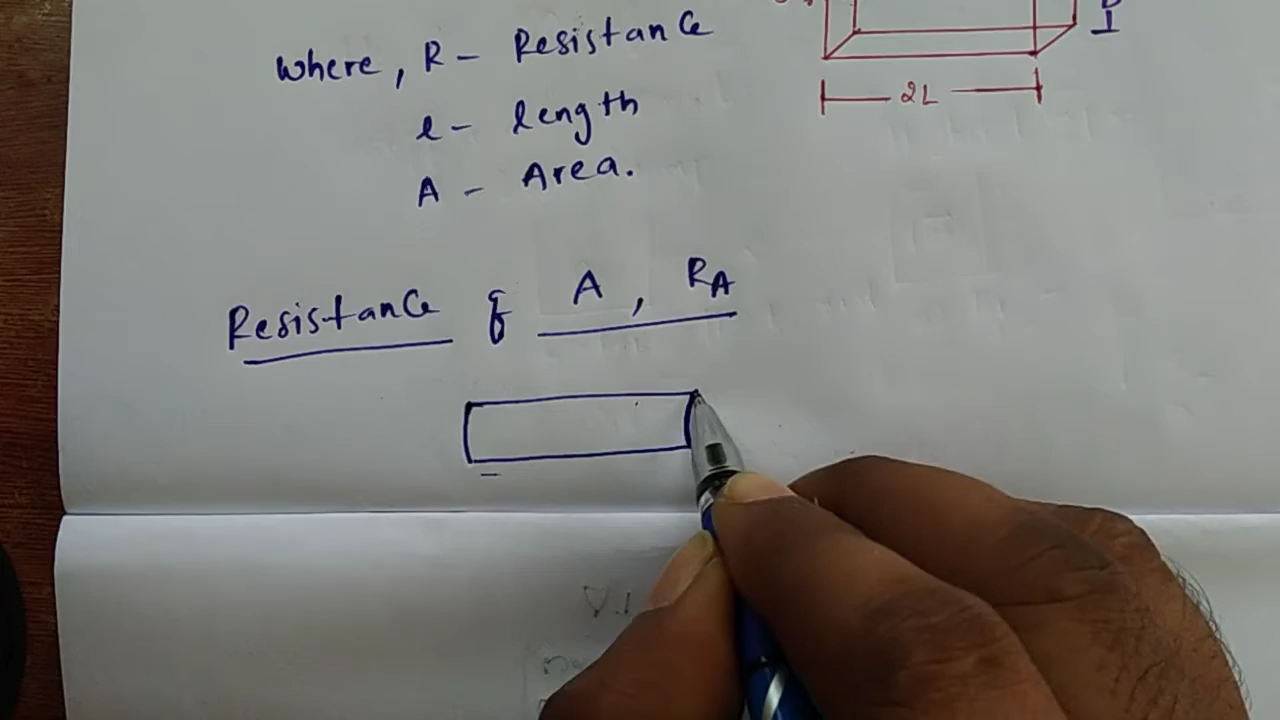 where, R - Resistance
l - length
A - Area.
I
2L
Resistance of A, RA